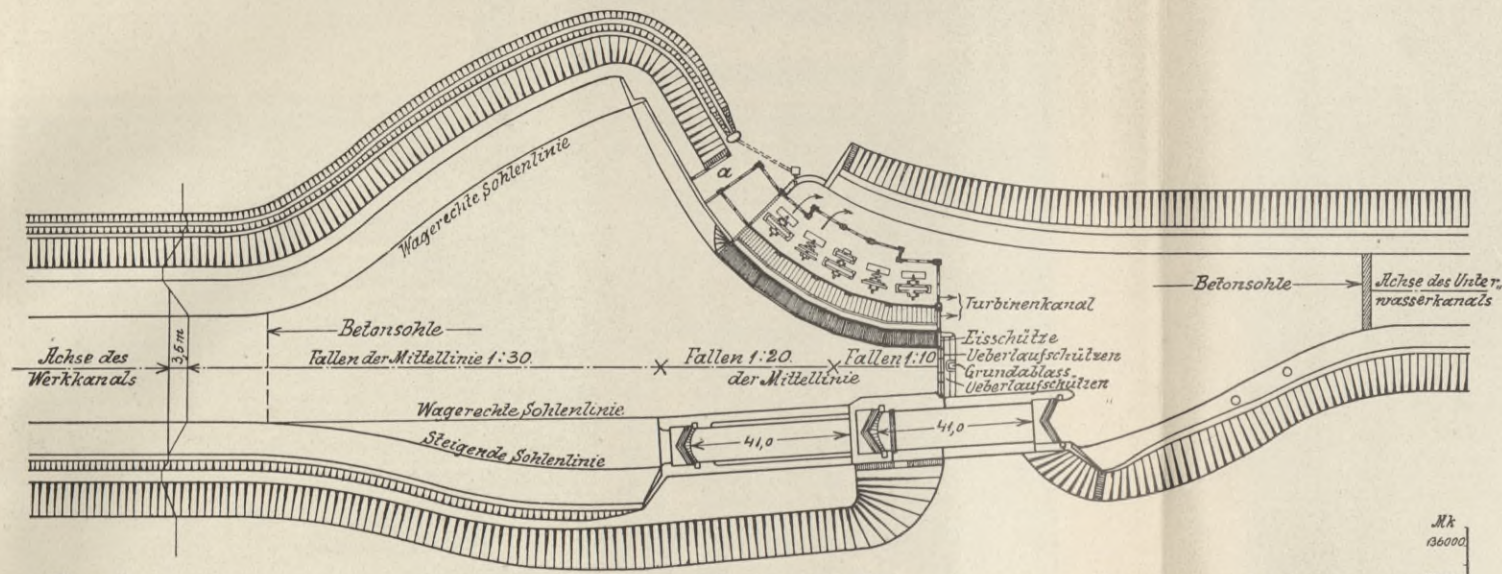 Wagerechte Sohlenlinie
a
Betonsohle
Achse des Unter-
wasserkanals
Turbinenkanal
Betonsohle
3,5 m
Achse des
Werkkanals
Fallen der Mittellinie 1:30.
Fallen 1:20.
Fallen 1:10
der Mittellinie
Eisschütze
Ueberlaufschützen
Grundablass
Ueberlaufschützen
Wagerechte Sohlenlinie
Steigende Sohlenlinie
41,0
41,0
Mk
136000